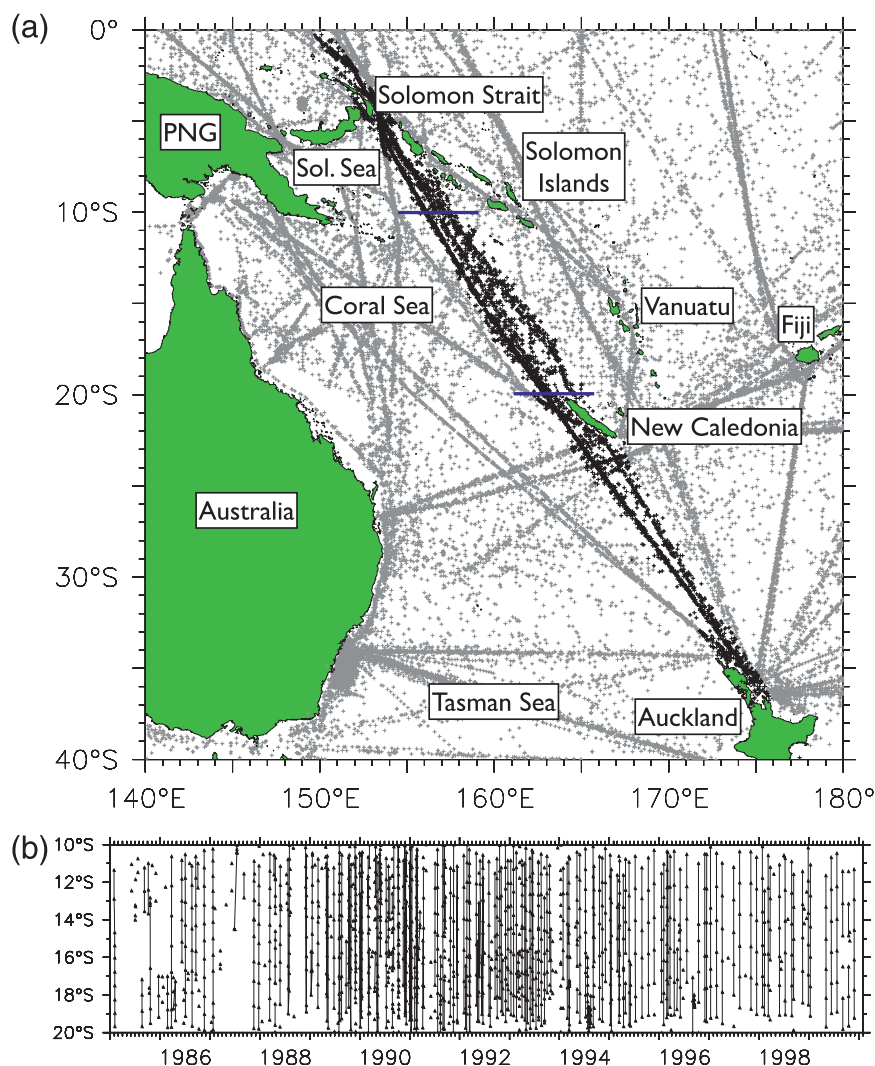 (a)
0°
Solomon Strait
PNG
Sol. Sea
Solomon
Islands
10°S
Coral Sea
Vanuatu
Fiji
20°S
New Caledonia
Australia
30°S
Tasman Sea
Auckland
40°S
140°E 150°E 160°E 170°E 180°
(b)
10°S
12°S
14°S
16°S
18°S
20°S
1986 1988 1990 1992 1994 1996 1998